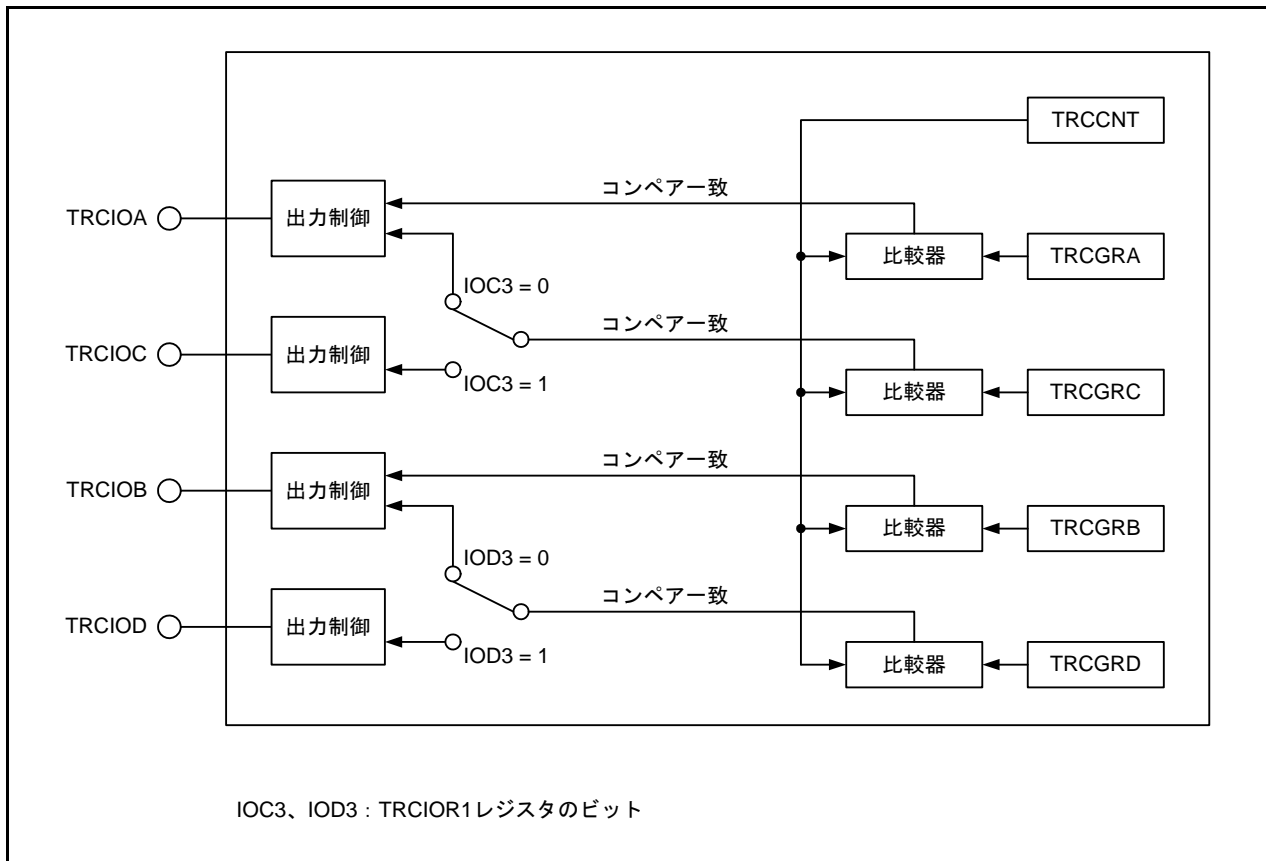 TRCCNT
コンペア一致
TRCIOA
出力制御
比較器
TRCGRA
IOC3 = 0
コンペア一致
TRCIOC
出力制御
IOC3 = 1
比較器
TRCGRC
コンペア一致
TRCIOB
出力制御
比較器
TRCGRB
IOD3 = 0
コンペア一致
TRCIOD
出力制御
IOD3 = 1
比較器
TRCGRD
IOC3、IOD3：TRCIOR1レジスタのビット